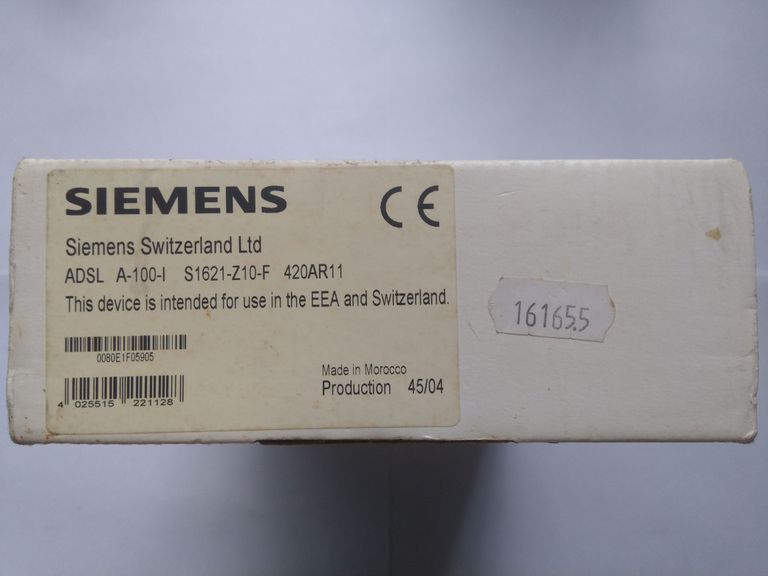 SIEMENS CE
Siemens Switzerland Ltd
ADSL A-100-I S1621-Z10-F 420AR11
This device is intended for use in the EEA and Switzerland.
161655
0080E1F05905
Made in Morocco
Production 45/04
4 025515 221128